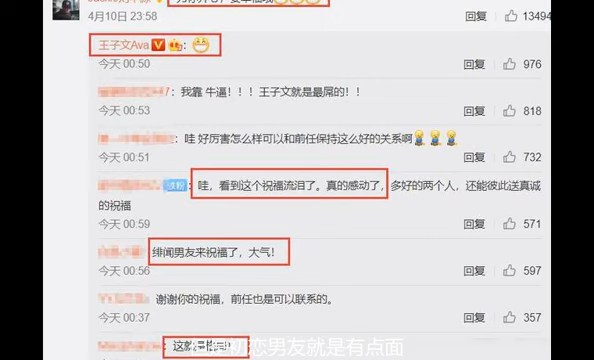 4月10日 23:58
回复 13494
王子文Ava V :
今天 00:50
回复 976
: 我靠 牛逼！！！王子文就是最屌的！！
今天 00:53
回复 818
: 哇 好厉害怎么样可以和前任保持这么好的关系啊
今天 00:51
回复 732
哇，看到这个祝福流泪了。真的感动了，多好的两个人，还能彼此送真诚
的祝福
今天 00:59
回复 571
绯闻男友来祝福了，大气！
今天 00:56
回复 597
: 谢谢你的祝福，前任也是可以联系的。
今天 00:53
回复 357
初恋男友就是有点面